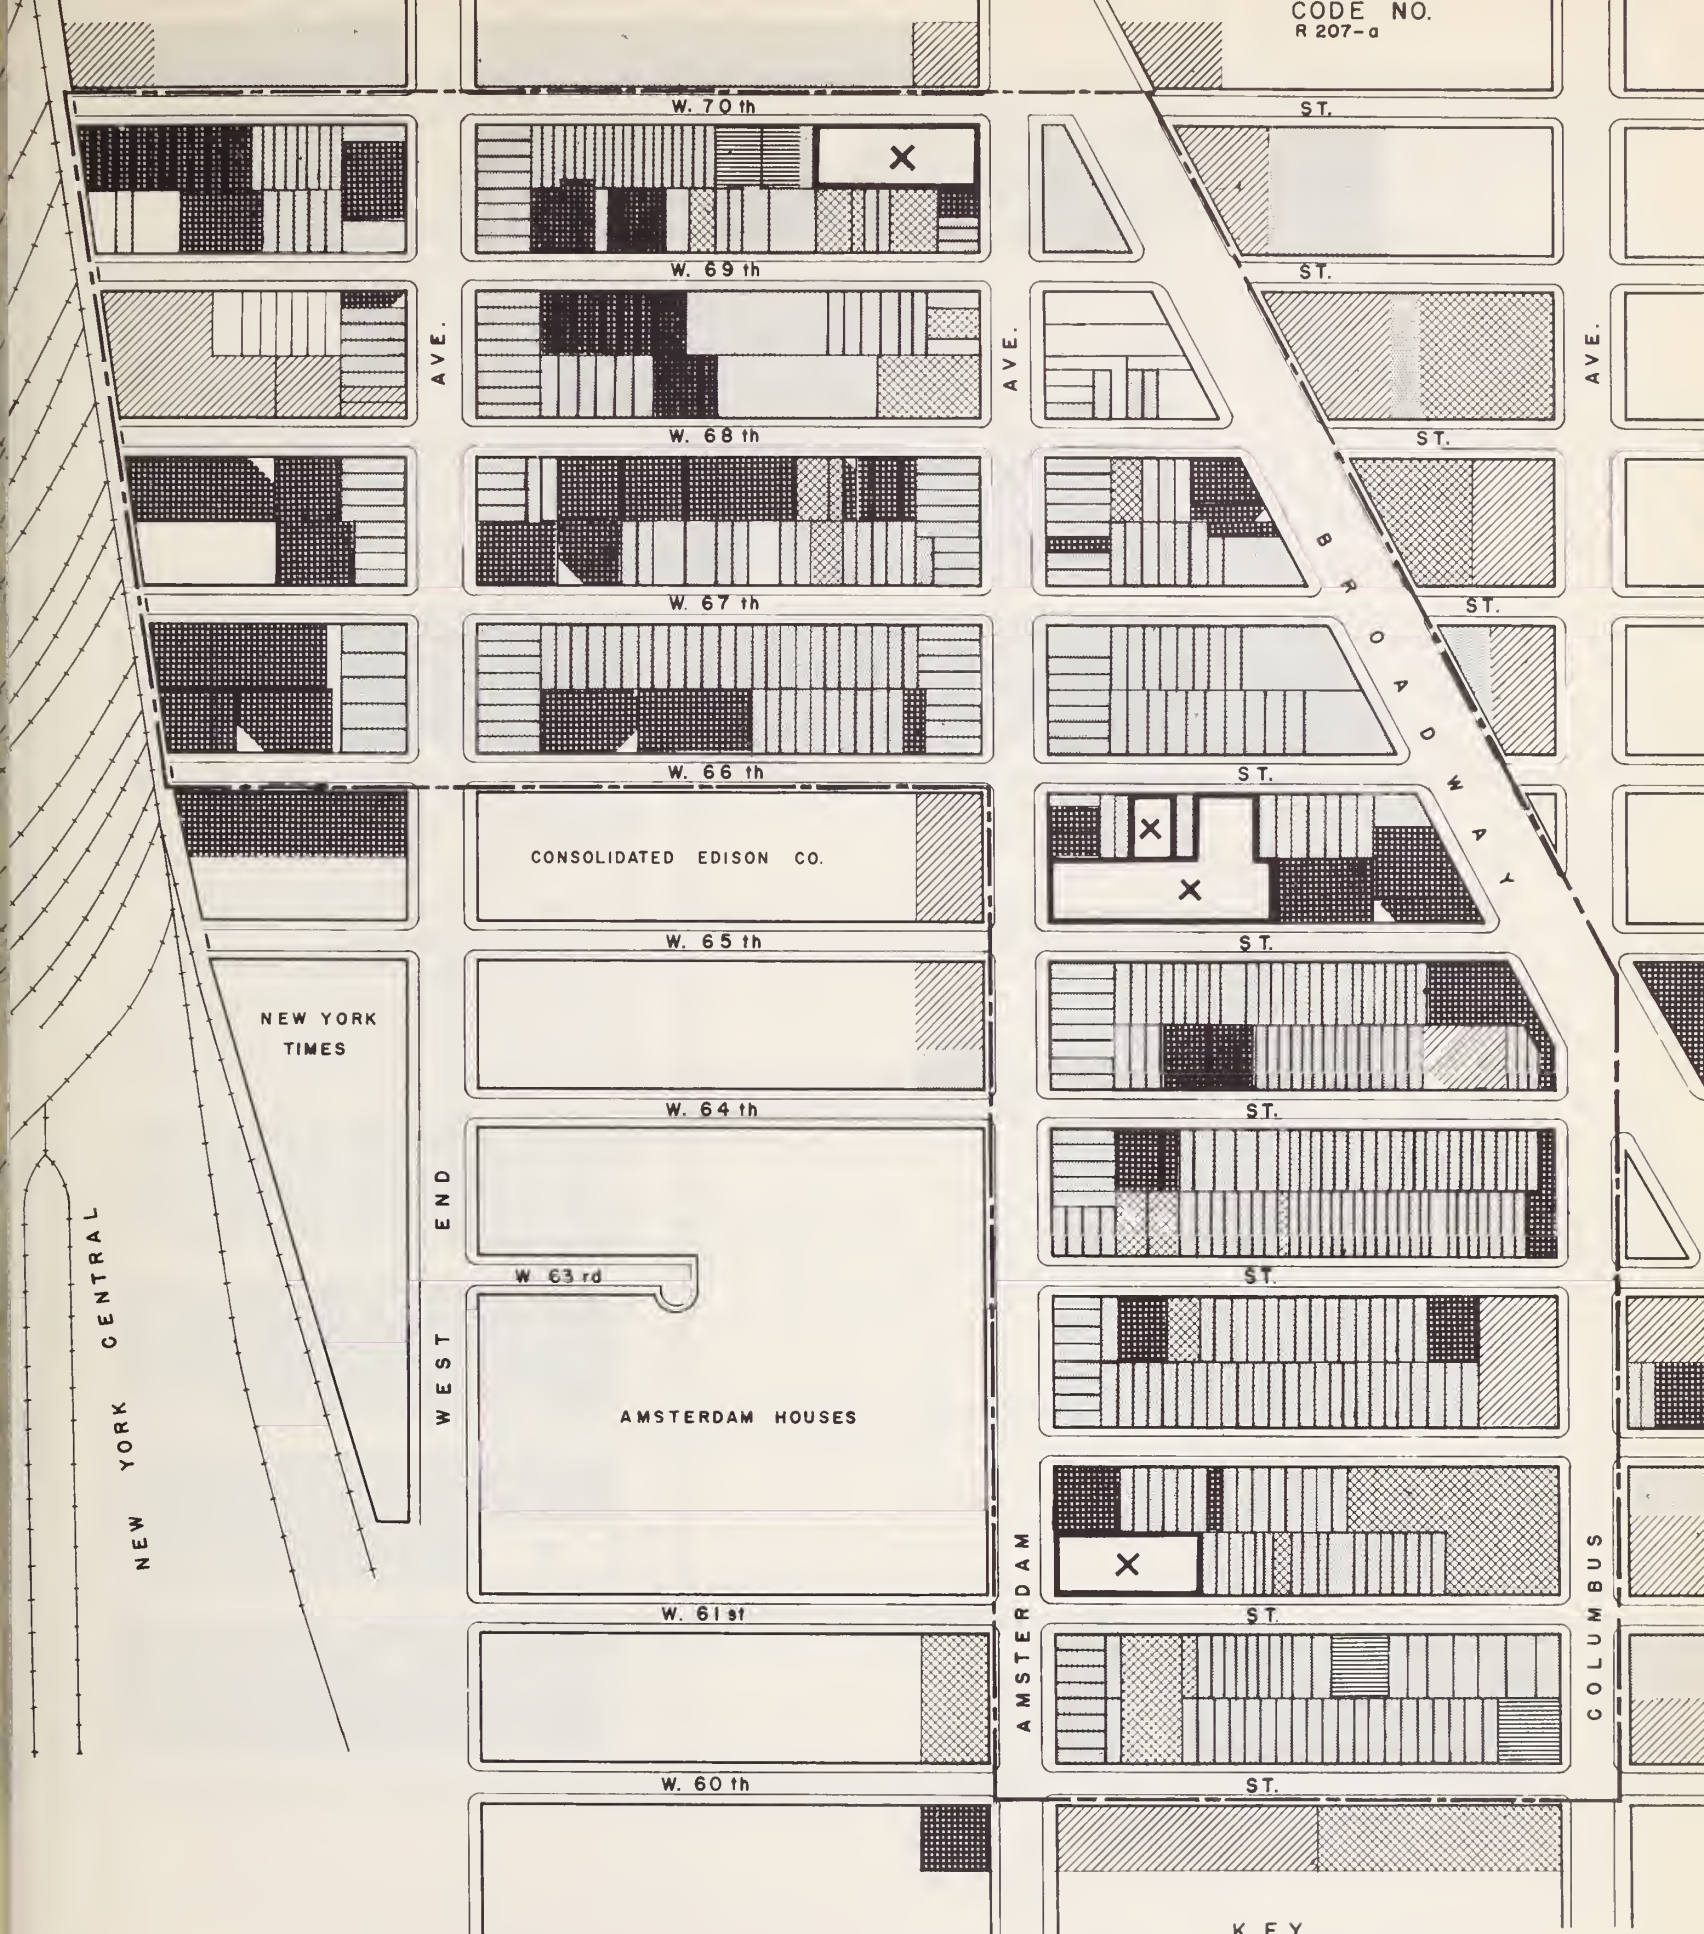 CODE NO.
R 207-a
W. 70 th
ST.
W. 69 th
ST.
AVE.
AVE.
AVE.
W. 68 th
ST.
BROADWAY
W. 67 th
ST.
W. 66 th
ST.
CONSOLIDATED EDISON CO.
W. 65 th
ST.
NEW YORK
TIMES
W. 64 th
ST.
WEST END
W 63 rd
ST.
NEW YORK CENTRAL
AMSTERDAM HOUSES
AMSTERDAM
COLUMBUS
W. 61 st
ST.
W. 60 th
ST.
KEY